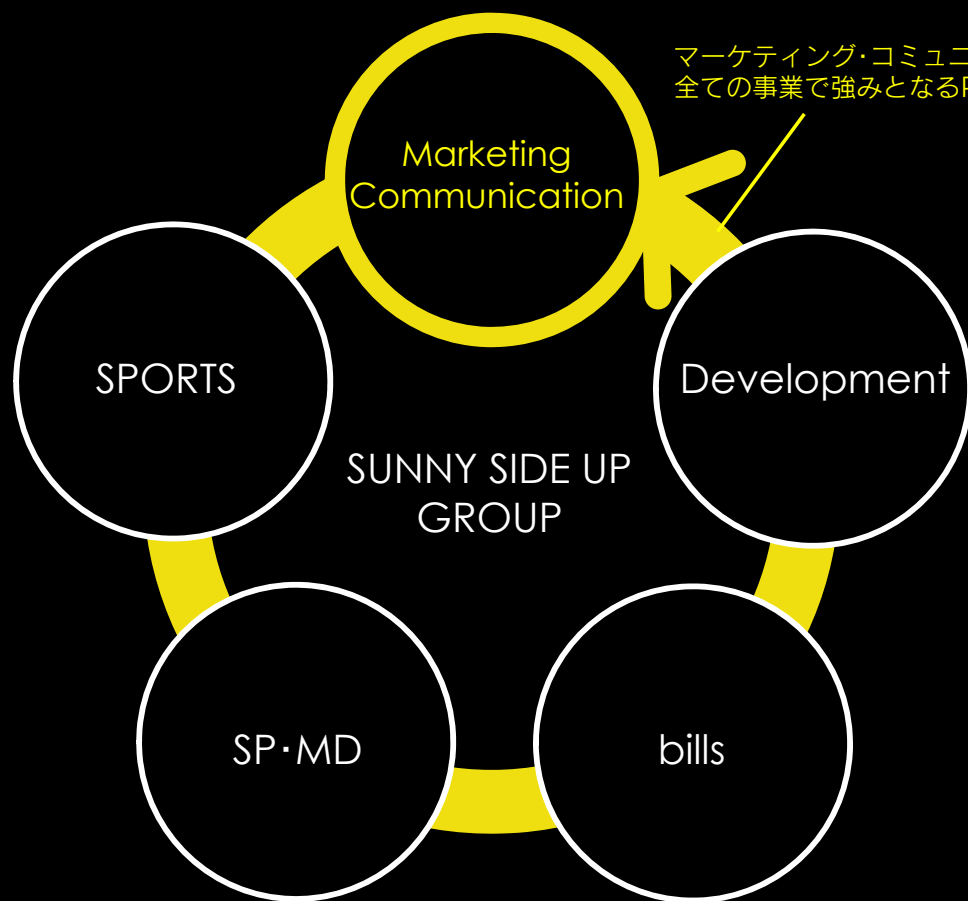 マーケティング・コミュニ
全ての事業で強みとなるP
Marketing
Communication
SPORTS
Development
SUNNY SIDE UP
GROUP
SP・MD
bills